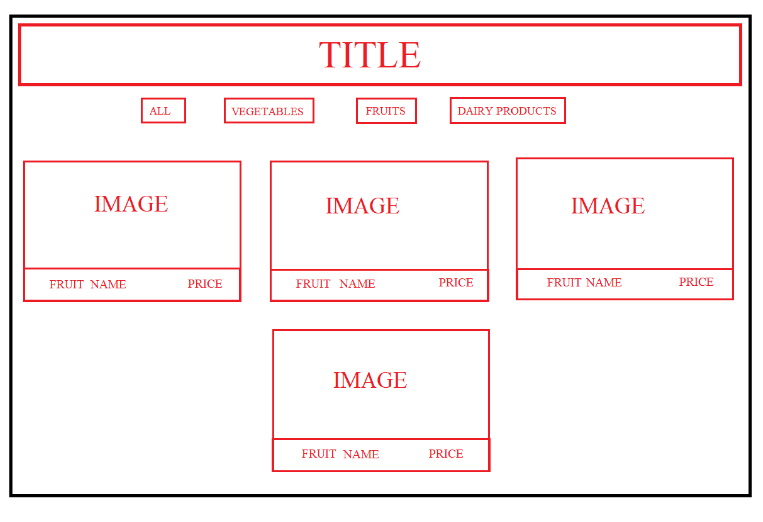 TITLE
ALL VEGETABLES FRUITS DAIRY PRODUCTS
IMAGE IMAGE IMAGE
FRUIT NAME PRICE FRUIT NAME PRICE FRUIT NAME PRICE
IMAGE
FRUIT NAME PRICE